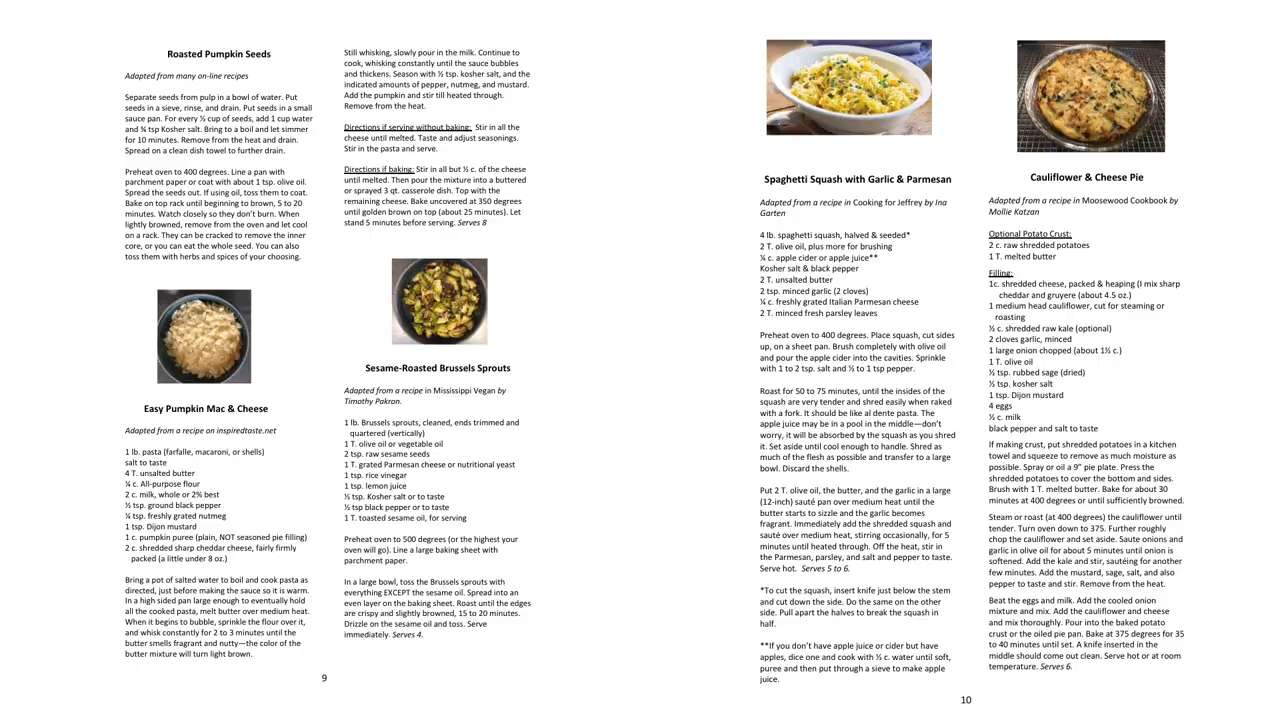 Roasted Pumpkin Seeds
Adapted from many on-line recipes
Separate seeds from pulp in a bowl of water. Put
seeds in a sieve, rinse, and drain. Put seeds in a small
sauce pan. For every ½ cup of seeds, add 1 cup water
and ¾ tsp Kosher salt. Bring to a boil and let simmer
for 10 minutes. Remove from the heat and drain.
Spread on a clean dish towel to further drain.
Preheat oven to 400 degrees. Line a pan with
parchment paper or coat with about 1 tsp. olive oil.
Spread the seeds out. If using oil, toss them to coat.
Bake on top rack until beginning to brown, 5 to 20
minutes. Watch closely so they don't burn. When
lightly browned, remove from the oven and let cool
on a rack. They can be cracked to remove the inner
core, or you can eat the whole seed. You can also
toss them with herbs and spices of your choosing.
Easy Pumpkin Mac & Cheese
Adapted from a recipe on inspiredtaste.net
1 lb. pasta (farfalle, macaroni, or shells)
salt to taste
4 T. unsalted butter
¼ c. All-purpose flour
2 c. milk, whole or 2% best
½ tsp. ground black pepper
¼ tsp. freshly grated nutmeg
1 tsp. Dijon mustard
1 c. pumpkin puree (plain, NOT seasoned pie filling)
2 c. shredded sharp cheddar cheese, fairly firmly
packed (a little under 8 oz.)
Bring a pot of salted water to boil and cook pasta as
directed, just before making the sauce so it is warm.
In a high sided pan large enough to eventually hold
all the cooked pasta, melt butter over medium heat.
When it begins to bubble, sprinkle the flour over it,
and whisk constantly for 2 to 3 minutes until the
butter smells fragrant and nutty—the color of the
butter mixture will turn light brown.
Still whisking, slowly pour in the milk. Continue to
cook, whisking constantly until the sauce bubbles
and thickens. Season with ½ tsp. kosher salt, and the
indicated amounts of pepper, nutmeg, and mustard.
Add the pumpkin and stir till heated through.
Remove from the heat.
Directions if serving without baking: Stir in all the
cheese until melted. Taste and adjust seasonings.
Stir in the pasta and serve.
Directions if baking: Stir in all but ½ c. of the cheese
until melted. Then pour the mixture into a buttered
or sprayed 3 qt. casserole dish. Top with the
remaining cheese. Bake uncovered at 350 degrees
until golden brown on top (about 25 minutes). Let
stand 5 minutes before serving. Serves 8
Sesame-Roasted Brussels Sprouts
Adapted from a recipe in Mississippi Vegan by
Timothy Pakron.
1 lb. Brussels sprouts, cleaned, ends trimmed and
quartered (vertically)
1 T. olive oil or vegetable oil
2 tsp. raw sesame seeds
1 T. grated Parmesan cheese or nutritional yeast
1 tsp. rice vinegar
1 tsp. lemon juice
½ tsp. Kosher salt or to taste
½ tsp black pepper or to taste
1 T. toasted sesame oil, for serving
Preheat oven to 500 degrees (or the highest your
oven will go). Line a large baking sheet with
parchment paper.
In a large bowl, toss the Brussels sprouts with
everything EXCEPT the sesame oil. Spread into an
even layer on the baking sheet. Roast until the edges
are crispy and slightly browned, 15 to 20 minutes.
Drizzle on the sesame oil and toss. Serve
immediately. Serves 4.
9
Spaghetti Squash with Garlic & Parmesan
Adapted from a recipe in Cooking for Jeffrey by Ina
Garten
4 lb. spaghetti squash, halved & seeded*
2 T. olive oil, plus more for brushing
¼ c. apple cider or apple juice**
Kosher salt & black pepper
2 T. unsalted butter
2 tsp. minced garlic (2 cloves)
¼ c. freshly grated Italian Parmesan cheese
2 T. minced fresh parsley leaves
Preheat oven to 400 degrees. Place squash, cut sides
up, on a sheet pan. Brush completely with olive oil
and pour the apple cider into the cavities. Sprinkle
with 1 to 2 tsp. salt and ½ to 1 tsp pepper.
Roast for 50 to 75 minutes, until the insides of the
squash are very tender and shred easily when raked
with a fork. It should be like al dente pasta. The
apple juice may be in a pool in the middle—don't
worry, it will be absorbed by the squash as you shred
it. Set aside until cool enough to handle. Shred as
much of the flesh as possible and transfer to a large
bowl. Discard the shells.
Put 2 T. olive oil, the butter, and the garlic in a large
(12-inch) sauté pan over medium heat until the
butter starts to sizzle and the garlic becomes
fragrant. Immediately add the shredded squash and
sauté over medium heat, stirring occasionally, for 5
minutes until heated through. Off the heat, stir in
the Parmesan, parsley, and salt and pepper to taste.
Serve hot. Serves 5 to 6.
*To cut the squash, insert knife just below the stem
and cut down the side. Do the same on the other
side. Pull apart the halves to break the squash in
half.
**If you don't have apple juice or cider but have
apples, dice one and cook with ½ c. water until soft,
puree and then put through a sieve to make apple
juice.
Cauliflower & Cheese Pie
Adapted from a recipe in Moosewood Cookbook by
Mollie Katzan
Optional Potato Crust:
2 c. raw shredded potatoes
1 T. melted butter
Filling:
1c. shredded cheese, packed & heaping (I mix sharp
cheddar and gruyere (about 4.5 oz.)
1 medium head cauliflower, cut for steaming or
roasting
½ c. shredded raw kale (optional)
2 cloves garlic, minced
1 large onion chopped (about 1½ c.)
1 T. olive oil
½ tsp. rubbed sage (dried)
½ tsp. kosher salt
1 tsp. Dijon mustard
4 eggs
½ c. milk
black pepper and salt to taste
If making crust, put shredded potatoes in a kitchen
towel and squeeze to remove as much moisture as
possible. Spray or oil a 9" pie plate. Press the
shredded potatoes to cover the bottom and sides.
Brush with 1 T. melted butter. Bake for about 30
minutes at 400 degrees or until sufficiently browned.
Steam or roast (at 400 degrees) the cauliflower until
tender. Turn oven down to 375. Further roughly
chop the cauliflower and set aside. Saute onions and
garlic in olive oil for about 5 minutes until onion is
softened. Add the kale and stir, sautéing for another
few minutes. Add the mustard, sage, salt, and also
pepper to taste and stir. Remove from the heat.
Beat the eggs and milk. Add the cooled onion
mixture and mix. Add the cauliflower and cheese
and mix thoroughly. Pour into the baked potato
crust or the oiled pie pan. Bake at 375 degrees for 35
to 40 minutes until set. A knife inserted in the
middle should come out clean. Serve hot or at room
temperature. Serves 6.
10